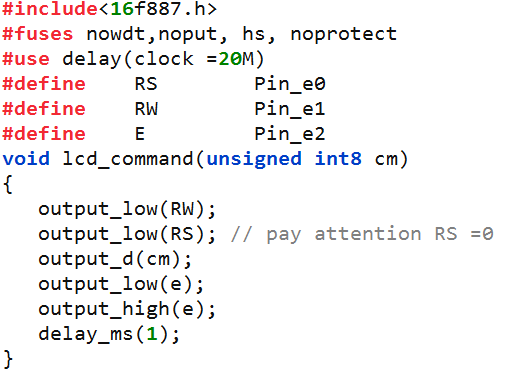 #include<16f887.h>
#fuses nowdt,noput, hs, noprotect
#use delay(clock =20M)
#define    RS        Pin_e0
#define    RW        Pin_e1
#define    E         Pin_e2
void lcd_command(unsigned int8 cm)
{
   output_low(RW);
   output_low(RS); // pay attention RS =0
   output_d(cm);
   output_low(e);
   output_high(e);
   delay_ms(1);
}